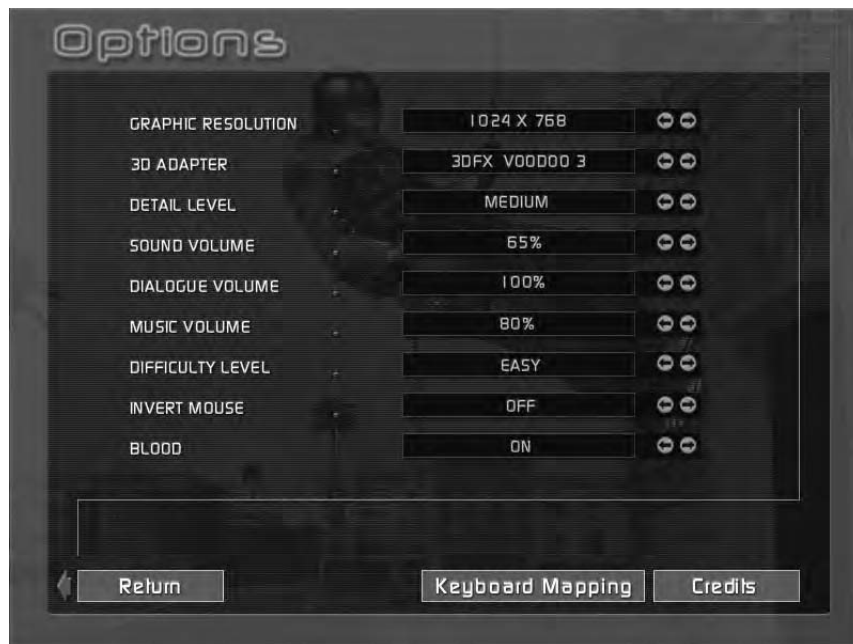 Options
GRAPHIC RESOLUTION 1024 X 768
3D ADAPTER 3DFX VOODOO 3
DETAIL LEVEL MEDIUM
SOUND VOLUME 65%
DIALOGUE VOLUME 100%
MUSIC VOLUME 80%
DIFFICULTY LEVEL EASY
INVERT MOUSE OFF
BLOOD ON
Return Keyboard Mapping Credits